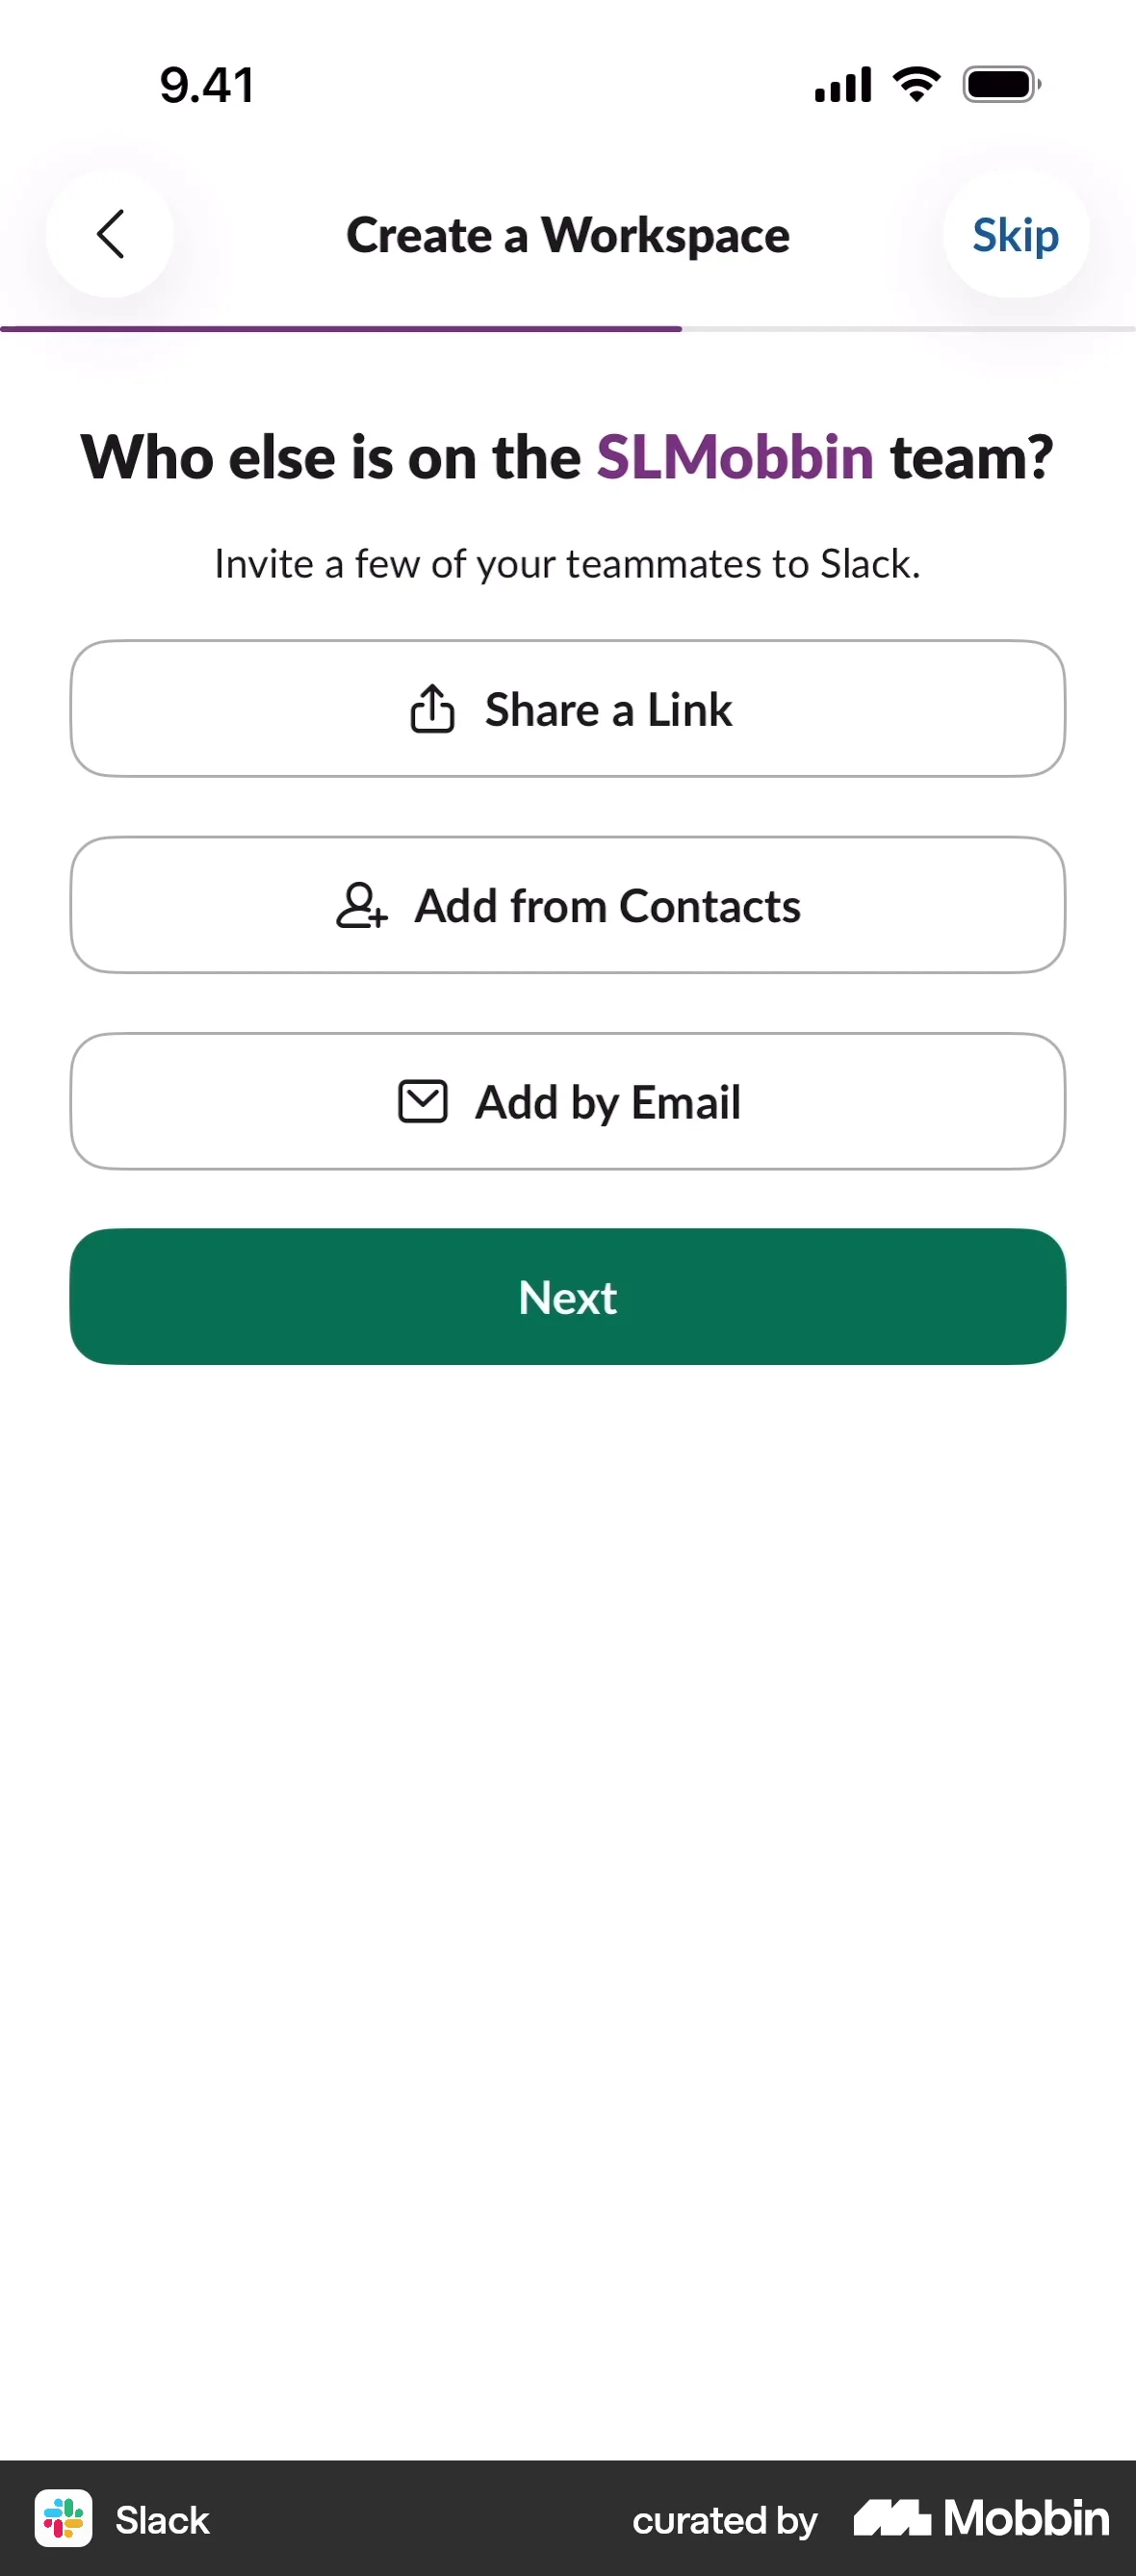 9.41
Create a Workspace
Skip
Who else is on the SLMobbin team?
Invite a few of your teammates to Slack.
Share a Link
Add from Contacts
Add by Email
Next
Slack
curated by Mobbin